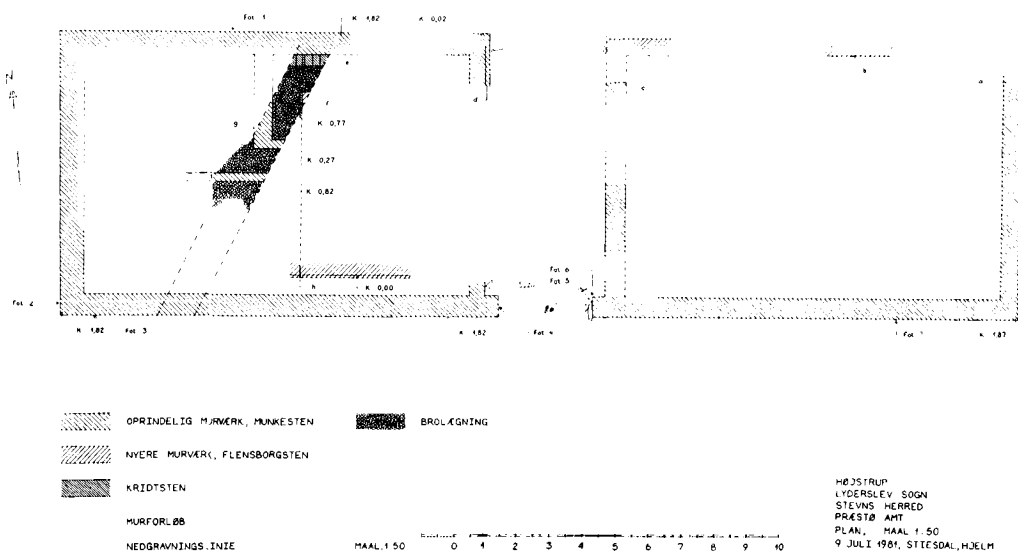 Fot 1
K 1,82
K 0,02
N
e
b
d
c
a
f
K 0,77
g
K 0,27
K 0,82
h
K 0,00
Fot 6
Fot 5
Fot 2
K 1,82
Fot 3
K 1,82
Fot 4
Fot 7
K 1,87
OPRINDELIG MURVÆRK, MUNKESTEN
BROLÆGNING
NYERE MURVÆRK, FLENSBORGSTEN
KRIDTSTEN
MURFORLØB
NEDGRAVNINGSLINIE
MAAL, 1 50
0 1 2 3 4 5 6 7 8 9 10
HØJSTRUP
LYDERSLEV SOGN
STEVNS HERRED
PRÆSTØ AMT
PLAN, MAAL 1:50
9 JULI 1981, STIESDAL, HJELM